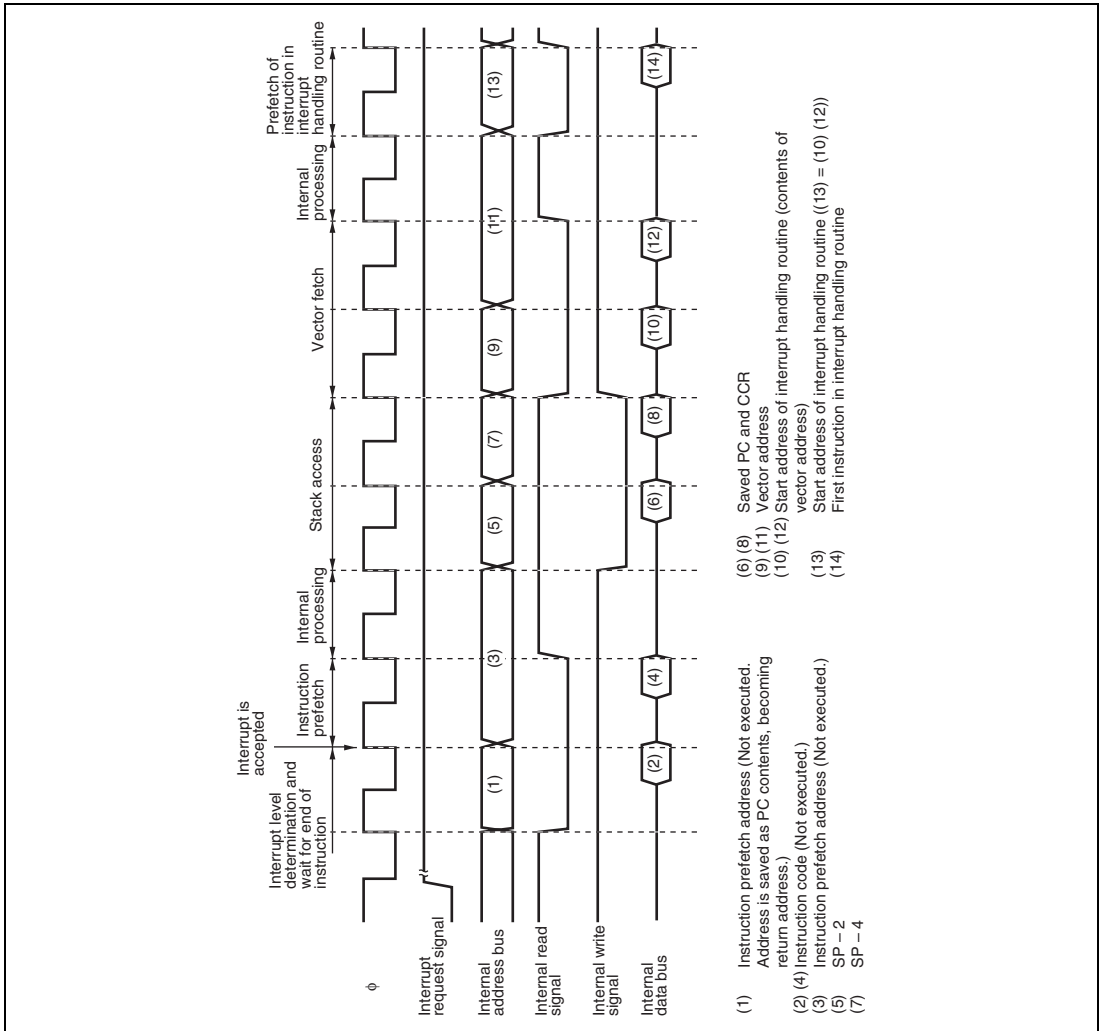 Interrupt is
accepted
Interrupt level
determination and
wait for end of
instruction
Instruction
prefetch
Internal
processing
Stack access
Vector fetch
Internal
processing
Prefetch of
instruction in
interrupt
handling routine
φ
Interrupt
request signal
Internal
address bus
(1)
(3)
(5)
(7)
(9)
(11)
(13)
Internal read
signal
Internal write
signal
Internal
data bus
(2)
(4)
(6)
(8)
(10)
(12)
(14)
(1) Instruction prefetch address (Not executed.
Address is saved as PC contents, becoming
return address.)
(2) (4) Instruction code (Not executed.)
(3) Instruction prefetch address (Not executed.)
(5) SP – 2
(7) SP – 4
(6) (8) Saved PC and CCR
(9) (11) Vector address
(10) (12) Start address of interrupt handling routine (contents of
vector address)
(13) Start address of interrupt handling routine ((13) = (10) (12))
(14) First instruction in interrupt handling routine